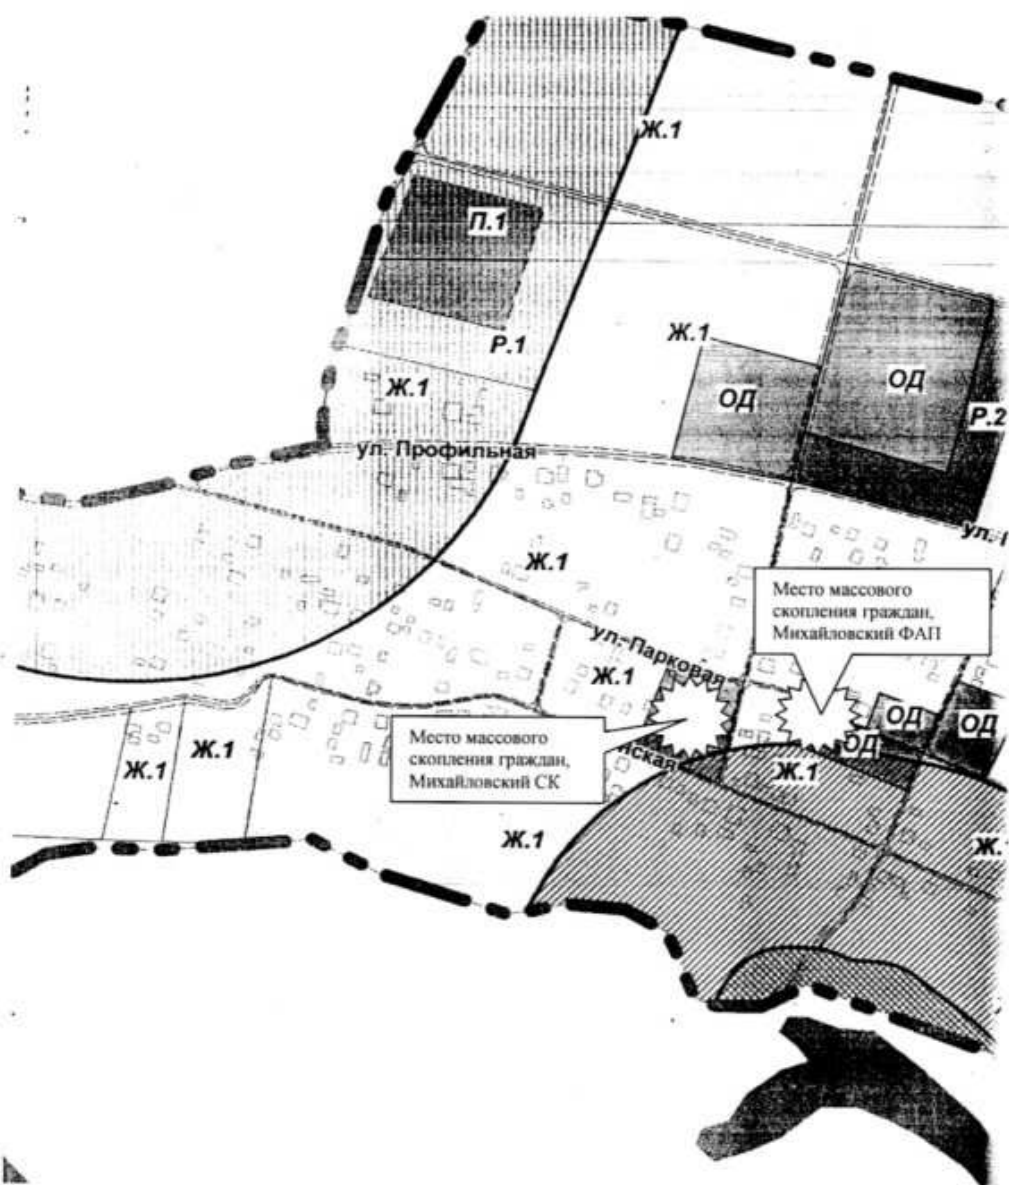 Ж.1
П.1
Р.1
Ж.1
Ж.1
ОД
ОД
Р.2
ул. Профильная
Ж.1
Место массового
скопления граждан,
Михайловский ФАП
ул. Парковая
Ж.1
ОД
ОД
ОД
Место массового
скопления граждан,
Михайловский СК
Ж.1
Ж.1
Ж.1
Ж.1
Ж.